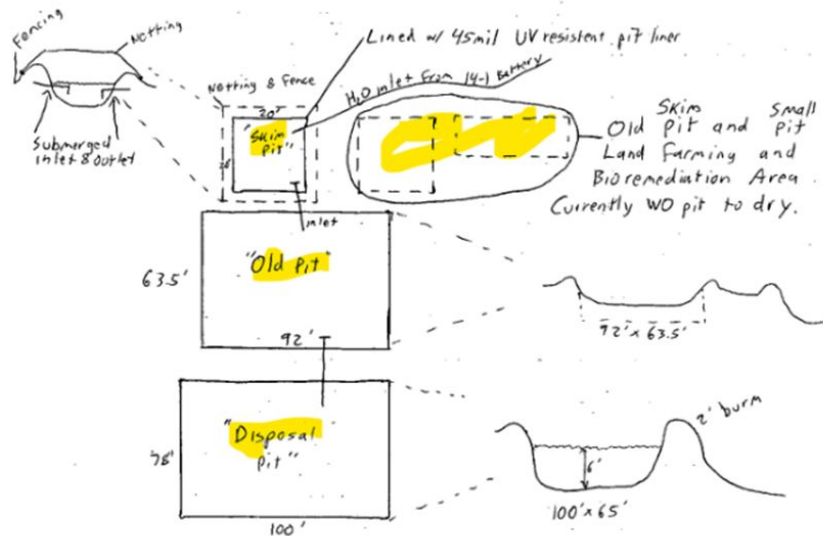 Fencing
Netting
Submerged
inlet & outlet
Netting & Fence
Lined w/ 45mil UV resistent pit liner
H2O inlet from 14-1 Battery
20'
"Skim
pit"
inlet
Skim Small
Old Pit and Pit
Land Farming and
Bioremediation Area
Currently WO pit to dry.
"Old pit"
63.5'
92'
92' x 63.5'
"Disposal
pit"
100'
2' burm
6'
100' x 65'